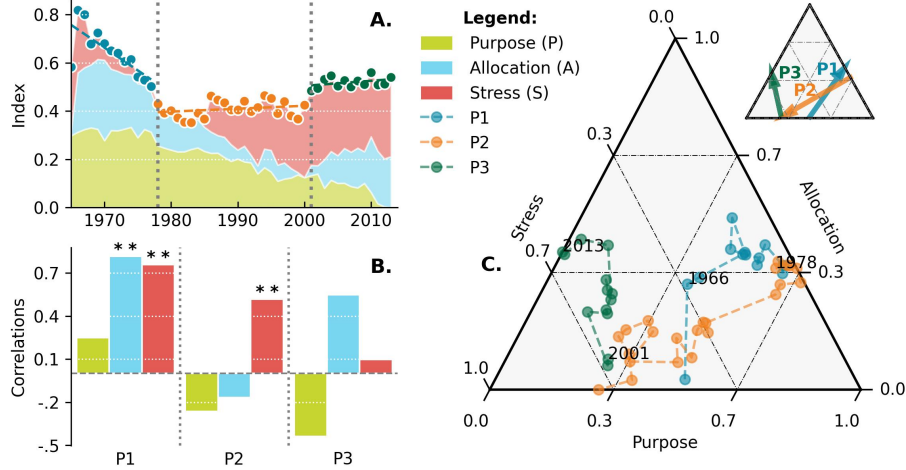 A.
0.8
0.6
0.4
0.2
0.0
Index
1970
1980
1990
2000
2010
Legend:
Purpose (P)
Allocation (A)
Stress (S)
P1
P2
P3
B.
**
**
**
0.7
0.4
0.1
-.2
-.5
Correlations
P1
P2
P3
C.
0.0
1.0
0.3
0.7
0.7
0.3
1.0
0.0
0.0
0.3
0.7
1.0
Stress
Allocation
Purpose
2013
1966
1978
2001
P3
P1
P2